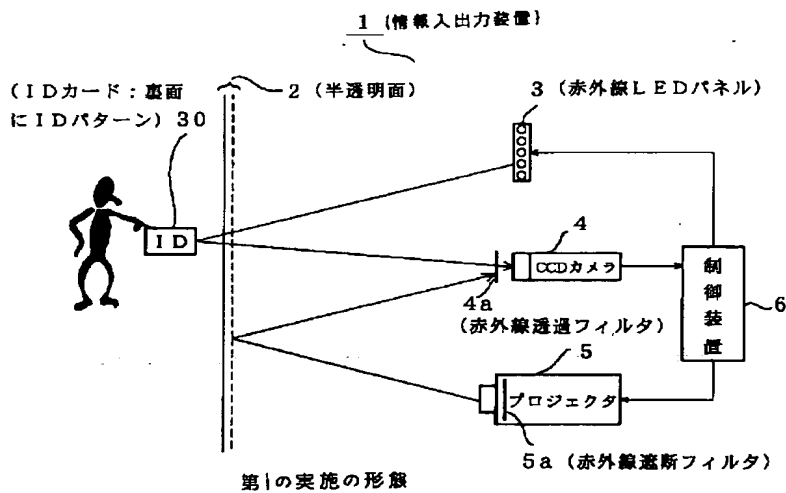 1 (情報入出力装置)
2 (半透明面)
3 (赤外線LEDパネル)
(IDカード:裏面
にIDパターン) 30
ID
4
CCDカメラ
4a
(赤外線透過フィルタ)
制御装置
6
5
プロジェクタ
5a (赤外線遮断フィルタ)
第1の実施の形態